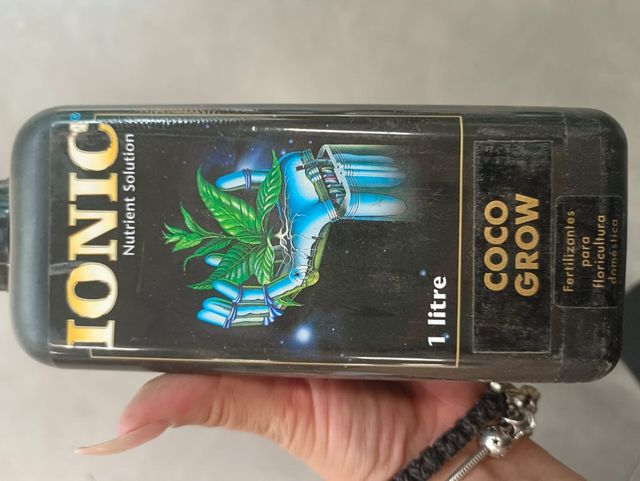 IONIC®
Nutrient Solution
1 litre
COCO
GROW
Fertilizantes
para
floricultura
doméstica